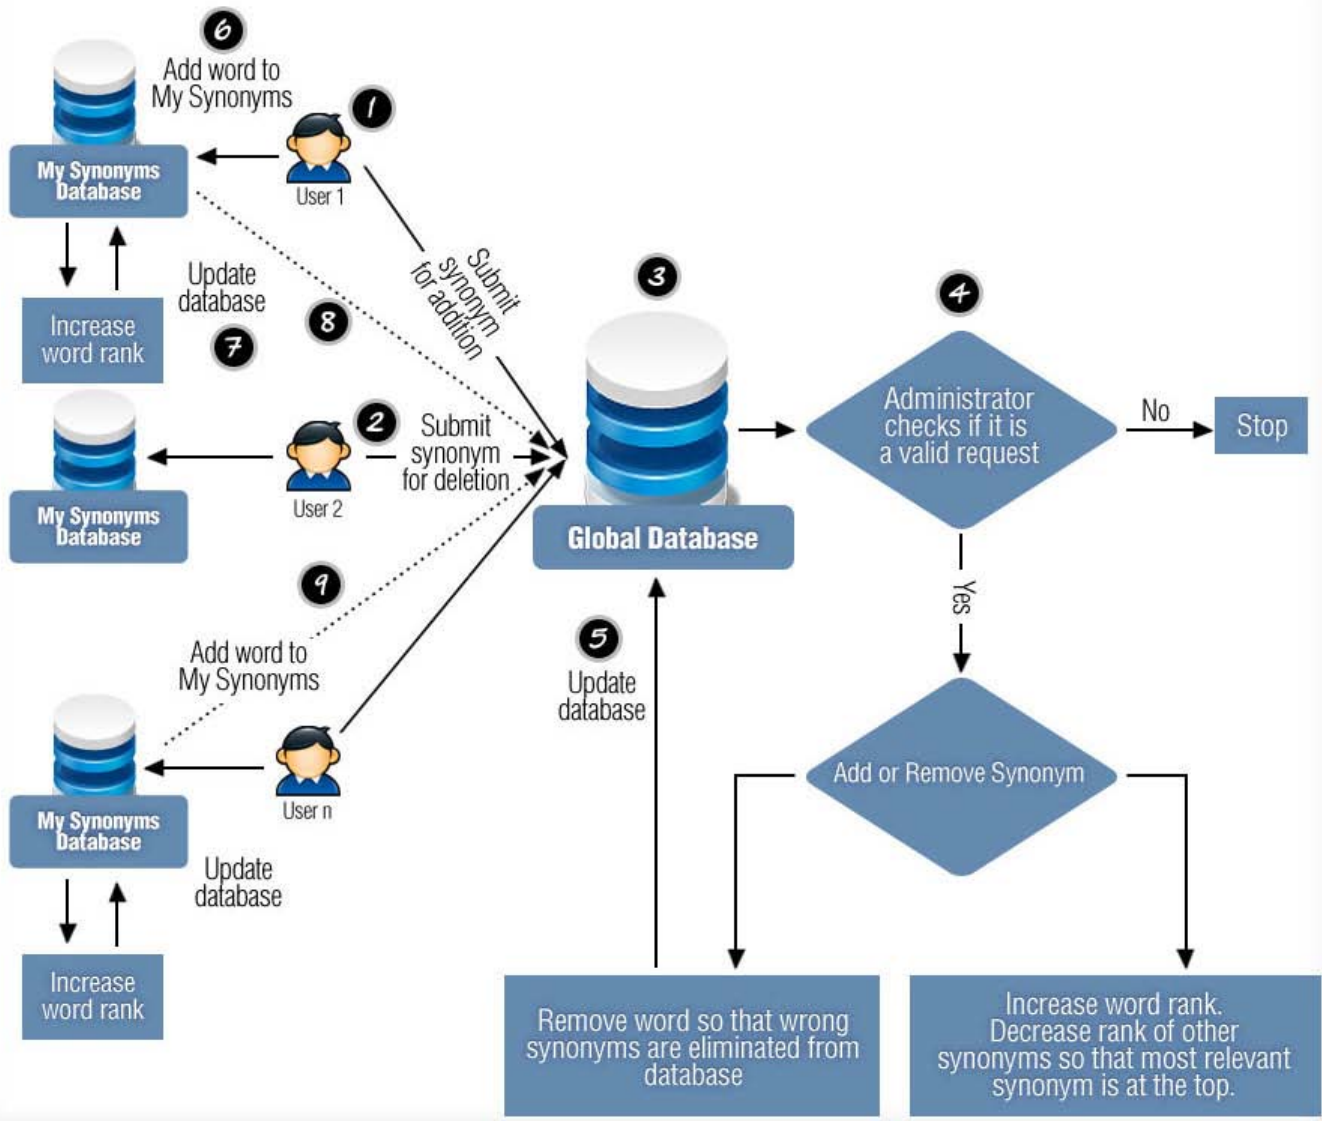 6
Add word to
My Synonyms
1
My Synonyms
Database
User 1
Submit
synonym
for addition
Update
database
7
8
Increase
word rank
3
4
Administrator
checks if it is
a valid request
No
Stop
2
Submit
synonym
for deletion
User 2
My Synonyms
Database
Global Database
Yes
9
5
Update
database
Add word to
My Synonyms
User n
My Synonyms
Database
Update
database
Increase
word rank
Add or Remove Synonym
Remove word so that wrong
synonyms are eliminated from
database
Increase word rank.
Decrease rank of other
synonyms so that most relevant
synonym is at the top.